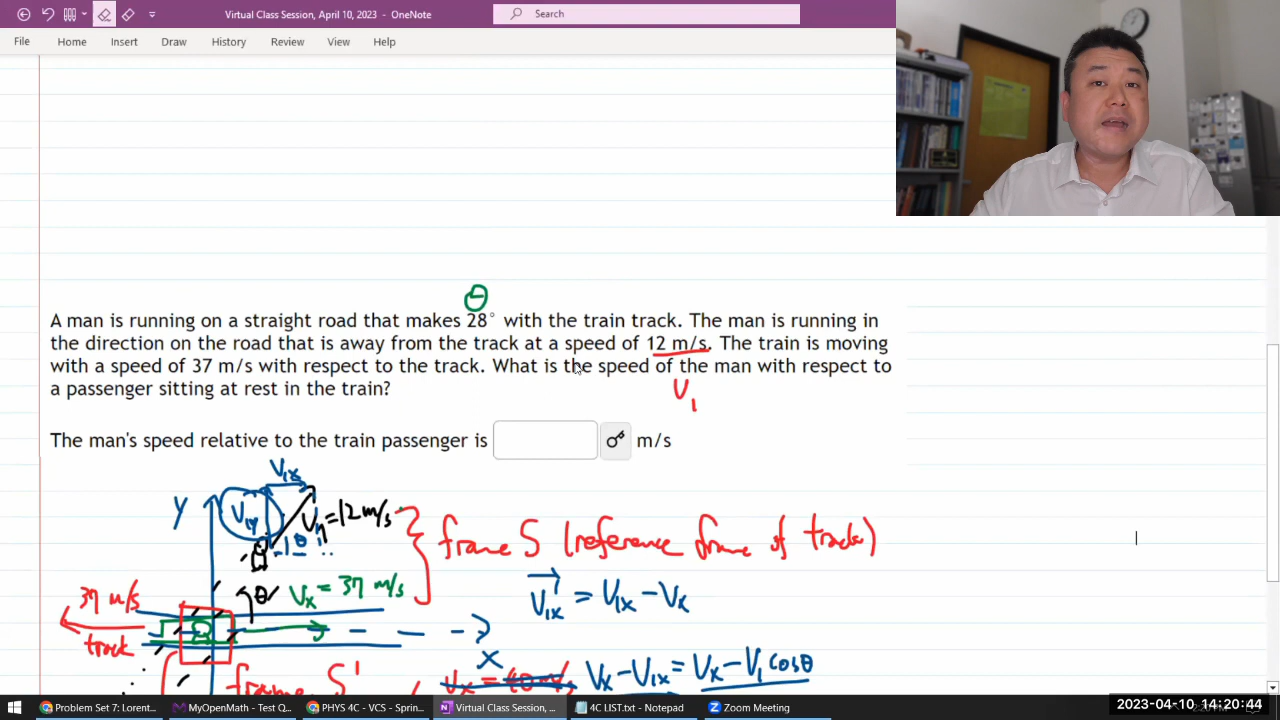 Virtual Class Session, April 10, 2023 - OneNote
Search
File Home Insert Draw History Review View Help
θ
A man is running on a straight road that makes 28° with the train track. The man is running in
the direction on the road that is away from the track at a speed of 12 m/s. The train is moving
with a speed of 37 m/s with respect to the track. What is the speed of the man with respect to
a passenger sitting at rest in the train?
V₁
The man's speed relative to the train passenger is m/s
V₁ₓ
Y
V₁y
V₁ = 12 m/s
θ
frame S (reference frame of track)
37 m/s
θ
Vₓ = 37 m/s
V₁ₓ = V₁ₓ - Vₓ
track
X
frame S'
Vₓ - V₁ₓ = Vₓ - V₁ cosθ
Problem Set 7: Lorent...
MyOpenMath - Test Q...
PHYS 4C - VCS - Sprin...
Virtual Class Session, ...
4C LIST.txt - Notepad
Zoom Meeting
2023-04-10 14:20:44